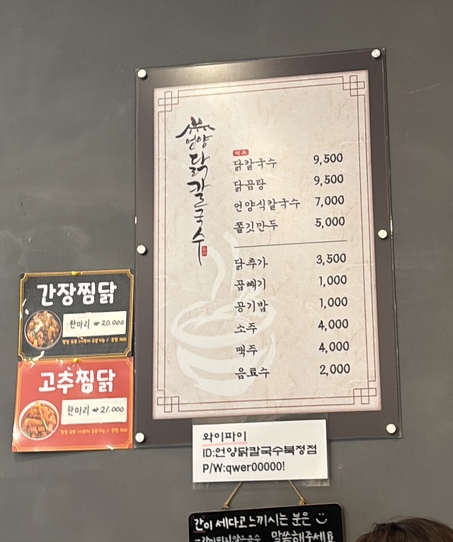 언양
닭칼국수
닭칼국수 9,500
닭곰탕 9,500
언양식칼국수 7,000
쫄깃만두 5,000
닭추가 3,500
곱빼기 1,000
공기밥 1,000
소주 4,000
맥주 4,000
음료수 2,000
간장찜닭
한마리 ₩20.000
고추찜닭
한마리 ₩21.000
와이파이
ID:언양닭칼국수북정점
P/W:qwer00000!
간이 세다고 느끼시는 분은
말씀해주세요